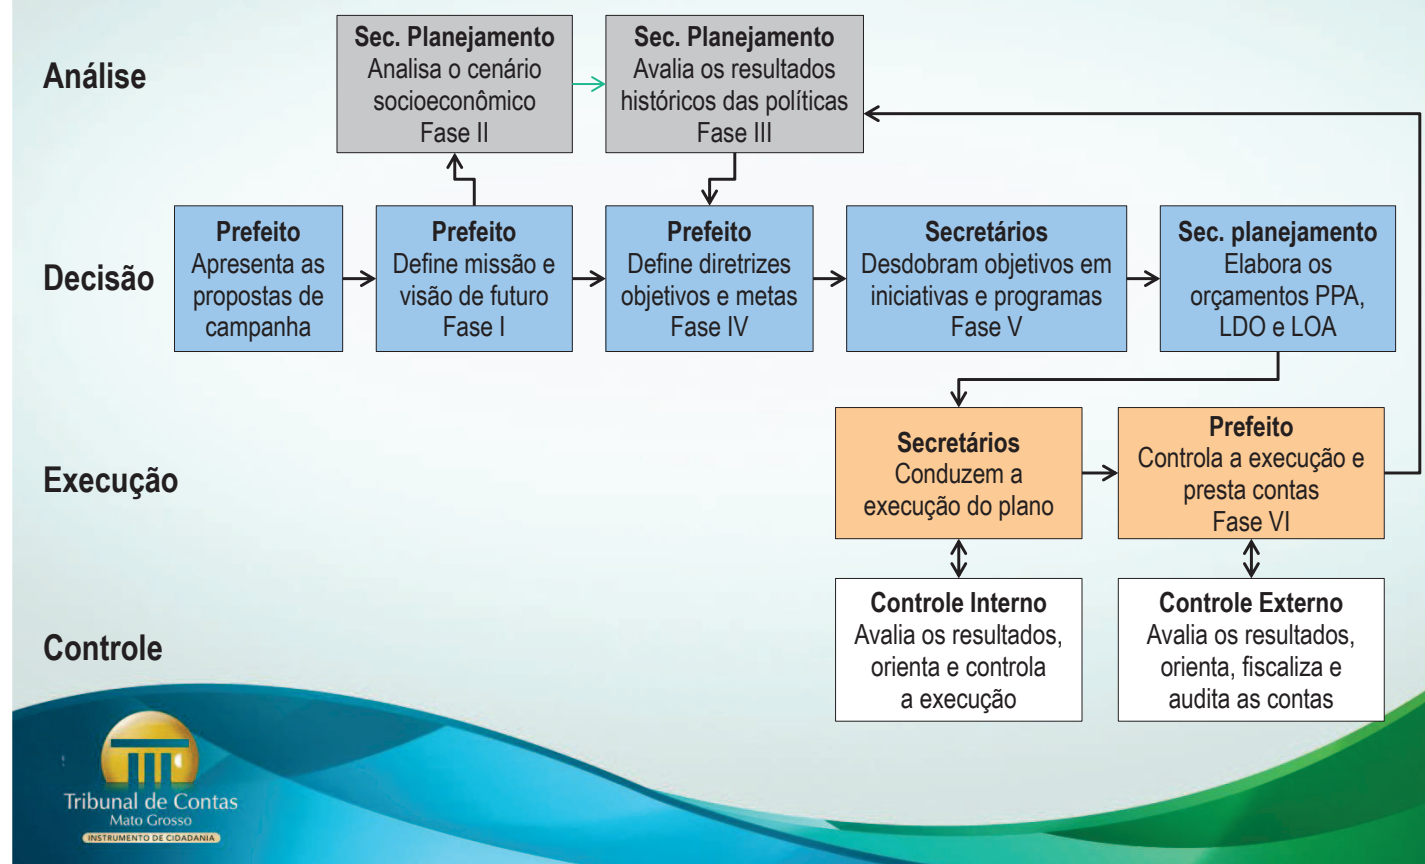 Análise
Sec. Planejamento
Analisa o cenário
socioeconômico
Fase II
Sec. Planejamento
Avalia os resultados
históricos das políticas
Fase III
Decisão
Prefeito
Apresenta as
propostas de
campanha
Prefeito
Define missão e
visão de futuro
Fase I
Prefeito
Define diretrizes
objetivos e metas
Fase IV
Secretários
Desdobram objetivos em
iniciativas e programas
Fase V
Sec. planejamento
Elabora os
orçamentos PPA,
LDO e LOA
Execução
Secretários
Conduzem a
execução do plano
Prefeito
Controla a execução e
presta contas
Fase VI
Controle
Controle Interno
Avalia os resultados,
orienta e controla
a execução
Controle Externo
Avalia os resultados,
orienta, fiscaliza e
audita as contas
Tribunal de Contas
Mato Grosso
INSTRUMENTO DE CIDADANIA